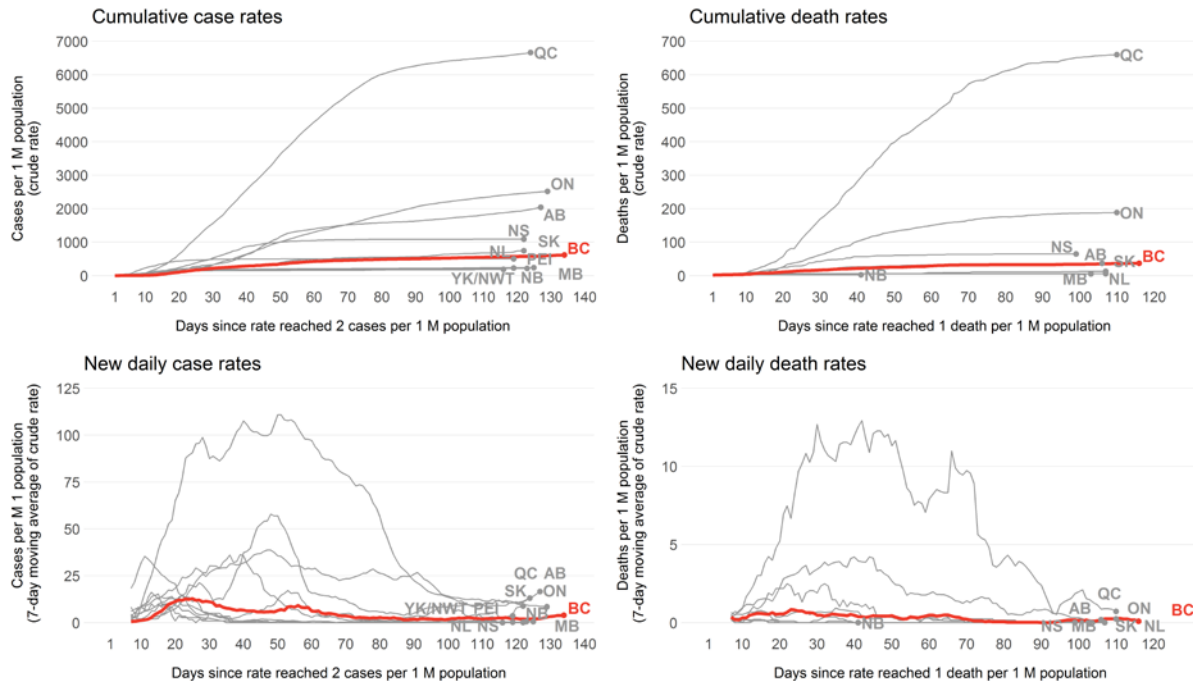 Cumulative case rates
Cases per 1 M population
(crude rate)
7000
6000
5000
4000
3000
2000
1000
0
QC
ON
AB
NS
SK
NL
PEI
BC
YK/NWT
NB
MB
1 10 20 30 40 50 60 70 80 90 100 110 120 130 140
Days since rate reached 2 cases per 1 M population
Cumulative death rates
Deaths per 1 M population
(crude rate)
700
600
500
400
300
200
100
0
QC
ON
NS
AB
SK
BC
NB
MB
NL
1 10 20 30 40 50 60 70 80 90 100 110 120
Days since rate reached 1 death per 1 M population
New daily case rates
Cases per M 1 population
(7-day moving average of crude rate)
125
100
75
50
25
0
QC AB
SK ON
YK/NWT PEI
NB
BC
NL NS
MB
1 10 20 30 40 50 60 70 80 90 100 110 120 130 140
Days since rate reached 2 cases per 1 M population
New daily death rates
Deaths per 1 M population
(7-day moving average of crude rate)
15
10
5
0
QC
AB
ON
BC
NB
NS MB SK NL
1 10 20 30 40 50 60 70 80 90 100 110 120
Days since rate reached 1 death per 1 M population